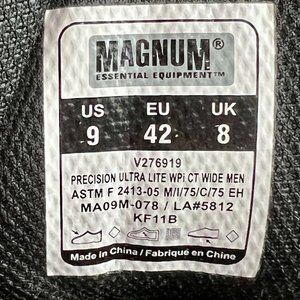 MAGNUM®
ESSENTIAL EQUIPMENT™
US EU UK
9 42 8
V276919
PRECISION ULTRA LITE WPi CT WIDE MEN
ASTM F 2413-05 M/I/75/C/75 EH
MA09M-078 / LA#5812
KF11B
Made in China / Fabriqué en Chine